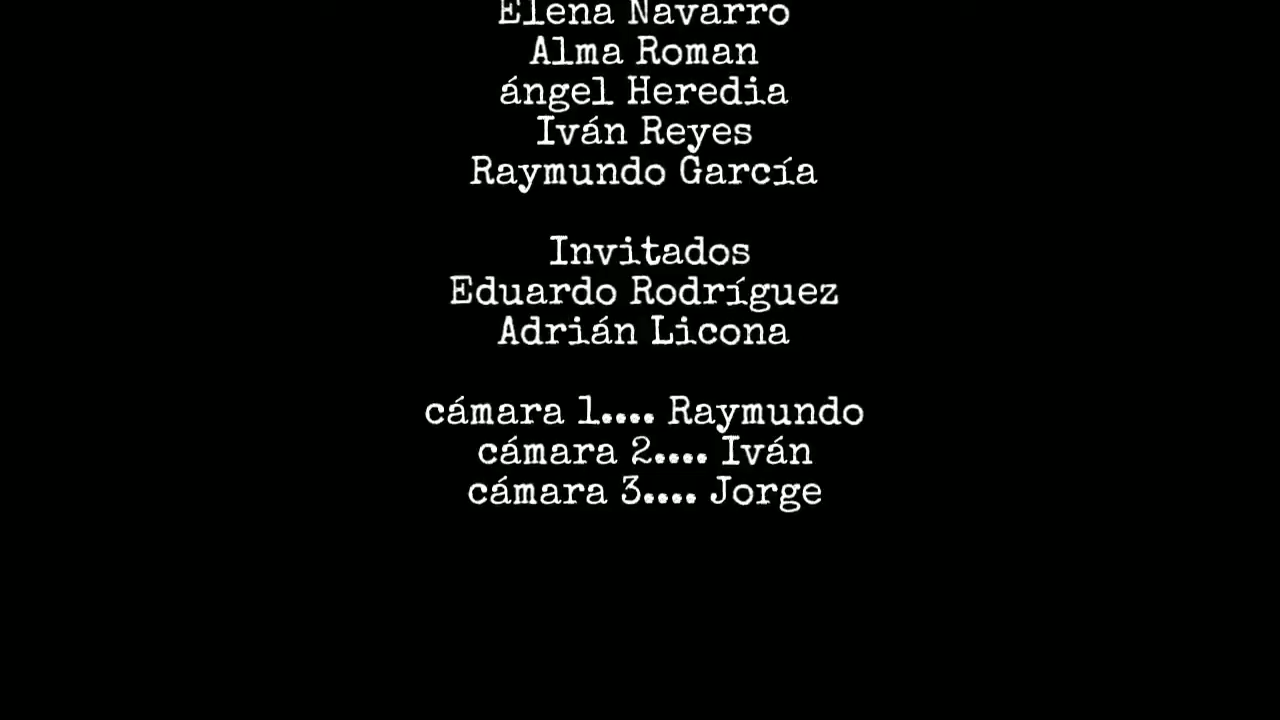 Elena Navarro
Alma Roman
ángel Heredia
Iván Reyes
Raymundo García
Invitados
Eduardo Rodríguez
Adrián Licona
cámara 1.... Raymundo
cámara 2.... Iván
cámara 3.... Jorge